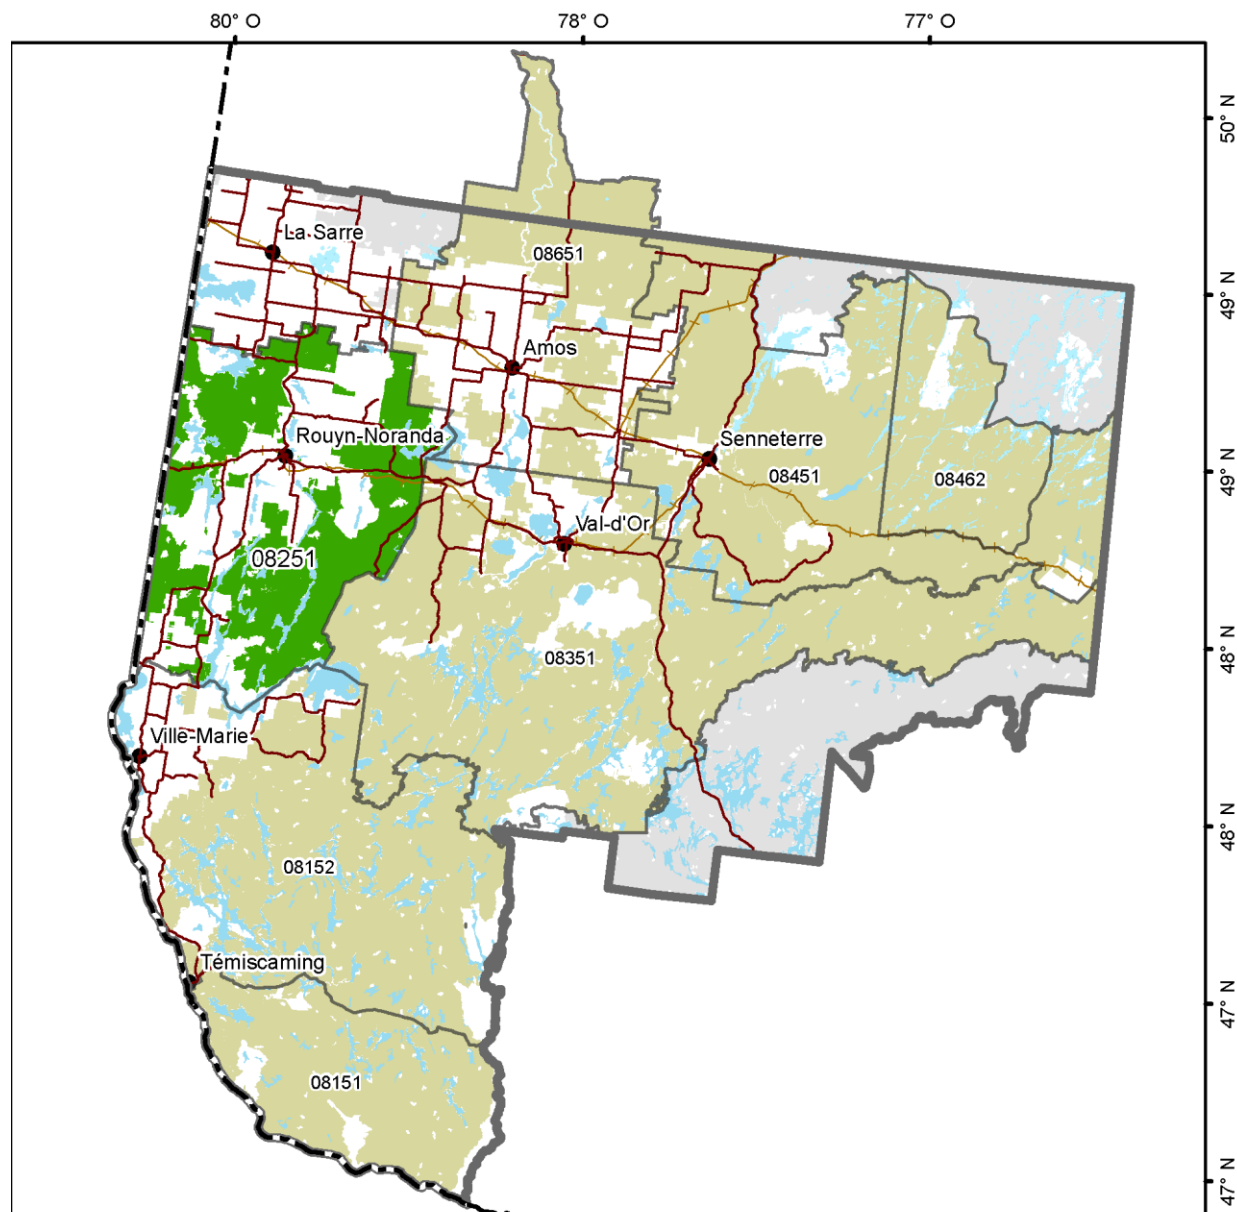 80° O
78° O
77° O
50° N
La Sarre
08651
49° N
Amos
Rouyn-Noranda
Senneterre
08451
08462
49° N
Val-d'Or
08251
08351
48° N
Ville-Marie
48° N
08152
Témiscaming
47° N
08151
47° N